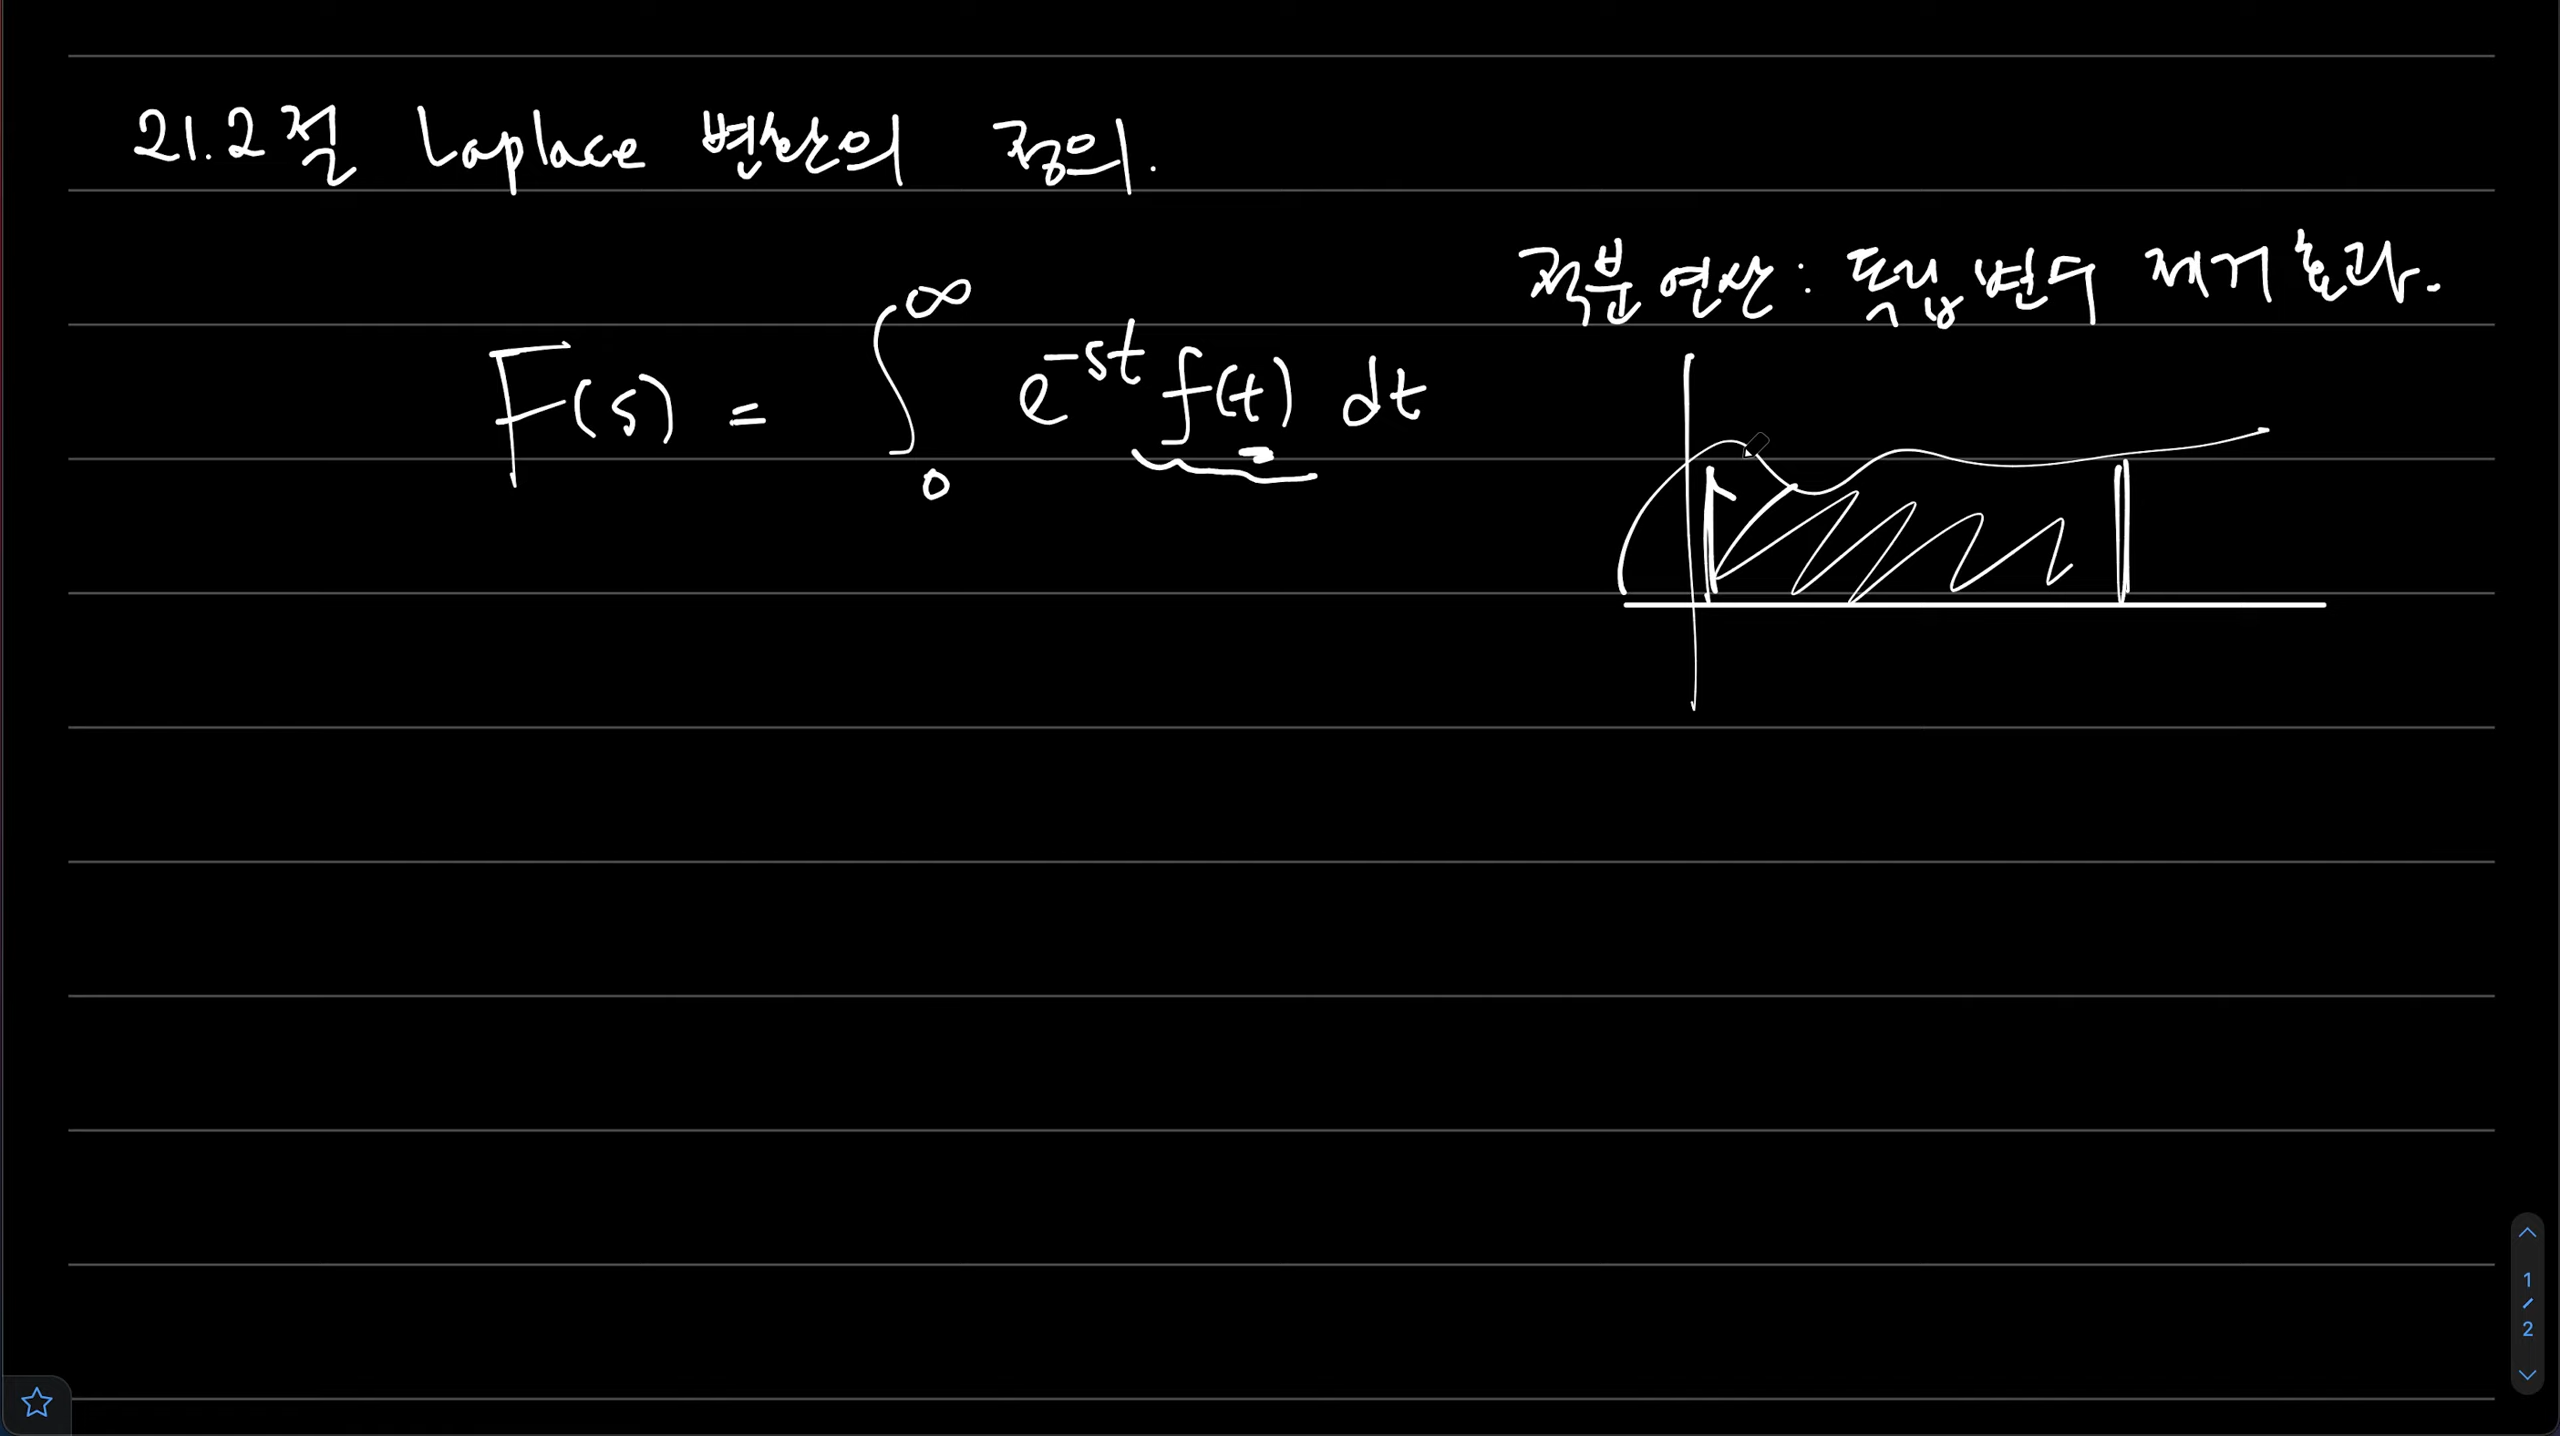 21.2절 Laplace 변환의 정의.
적분 연산 : 독립 변수 제거 효과.
F(s) = ∫₀^∞ e^{-st} f(t) dt
1
/
2